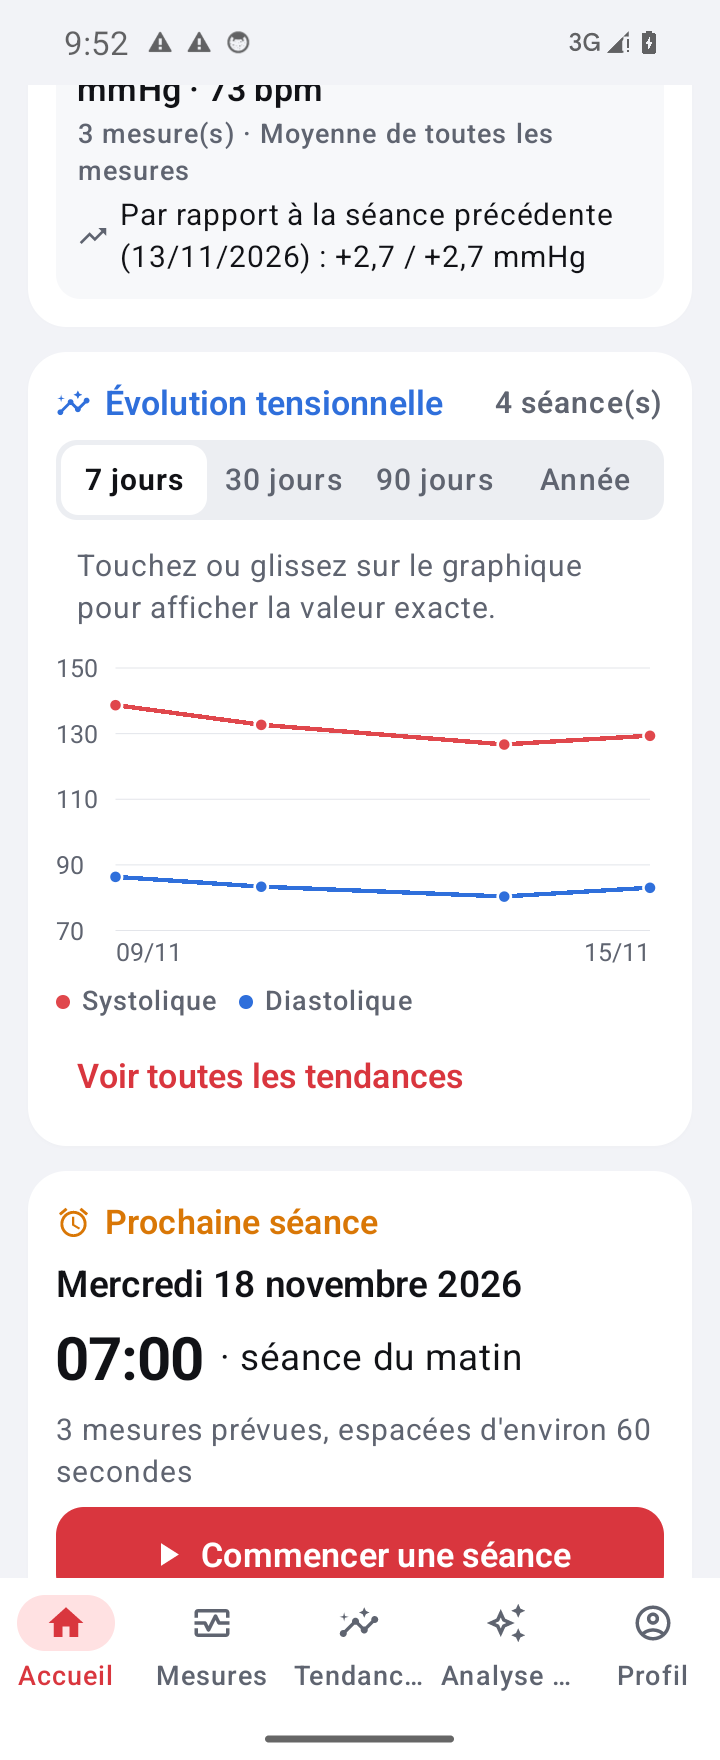 9:52
3G
mmHg · 73 bpm
3 mesure(s) · Moyenne de toutes les
mesures
Par rapport à la séance précédente
(13/11/2026) : +2,7 / +2,7 mmHg
Évolution tensionnelle
4 séance(s)
7 jours
30 jours
90 jours
Année
Touchez ou glissez sur le graphique
pour afficher la valeur exacte.
150
130
110
90
70
09/11
15/11
Systolique
Diastolique
Voir toutes les tendances
Prochaine séance
Mercredi 18 novembre 2026
07:00 · séance du matin
3 mesures prévues, espacées d'environ 60
secondes
Commencer une séance
Accueil
Mesures
Tendanc...
Analyse ...
Profil